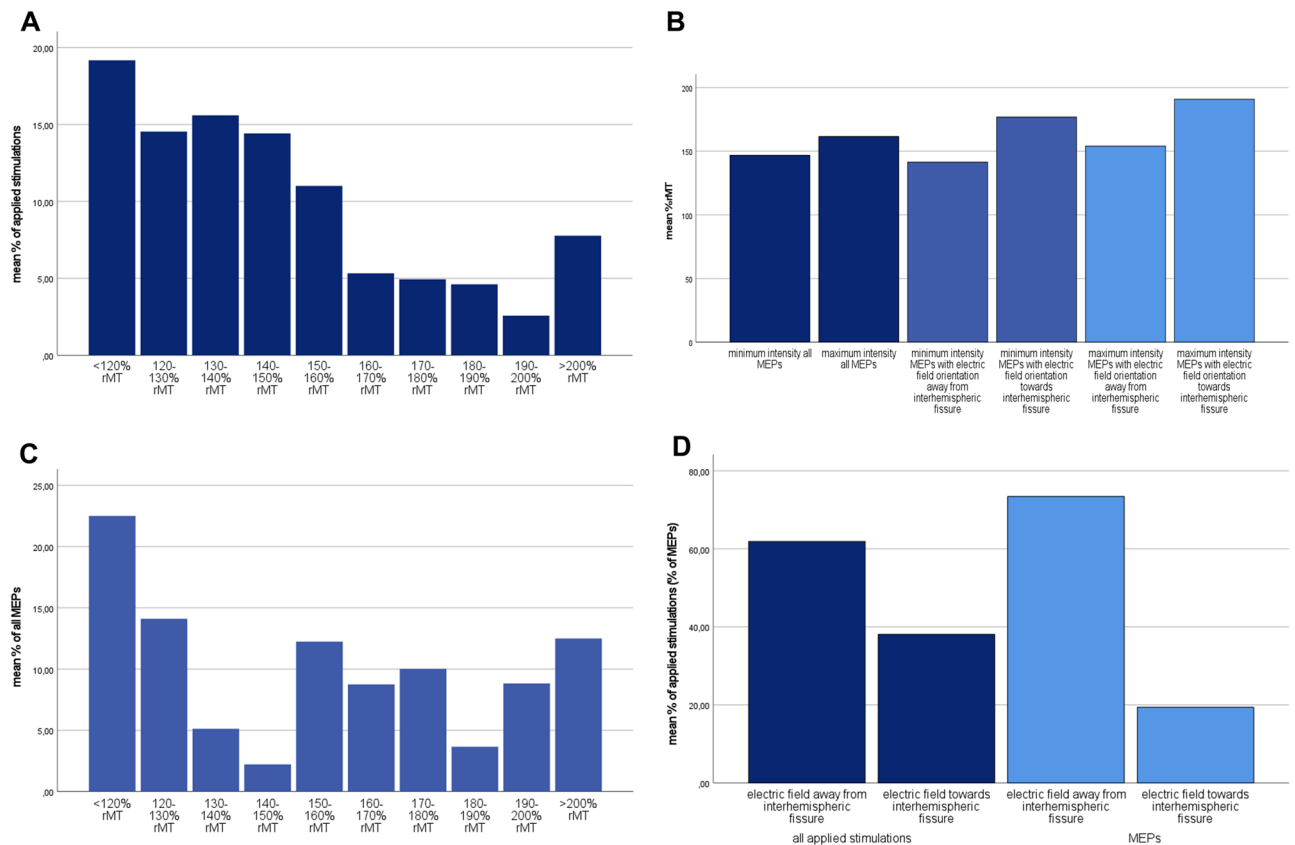 A
mean % of applied stimulations
20,00
15,00
10,00
5,00
,00
<120% rMT
120-130% rMT
130-140% rMT
140-150% rMT
150-160% rMT
160-170% rMT
170-180% rMT
180-190% rMT
190-200% rMT
>200% rMT
B
mean %rMT
200
150
100
50
0
minimum intensity all
MEPs
maximum intensity
all MEPs
minimum intensity
MEPs with electric
field orientation
away from
interhemispheric
fissure
minimum intensity
MEPs with electric
field orientation
towards
interhemispheric
fissure
maximum intensity
MEPs with electric
field orientation
away from
interhemispheric
fissure
maximum intensity
MEPs with electric
field orientation
towards
interhemispheric
fissure
C
mean % of all MEPs
25,00
20,00
15,00
10,00
5,00
,00
<120%
rMT
120-
130%
rMT
130-
140%
rMT
140-
150%
rMT
150-
160%
rMT
160-
170%
rMT
170-
180%
rMT
180-
190%
rMT
190-
200%
rMT
>200%
rMT
D
mean % of applied stimulations (% of MEPs)
80,00
60,00
40,00
20,00
,00
electric field away from
interhemispheric
fissure
electric field towards
interhemispheric
fissure
electric field away from
interhemispheric
fissure
electric field towards
interhemispheric
fissure
all applied stimulations
MEPs